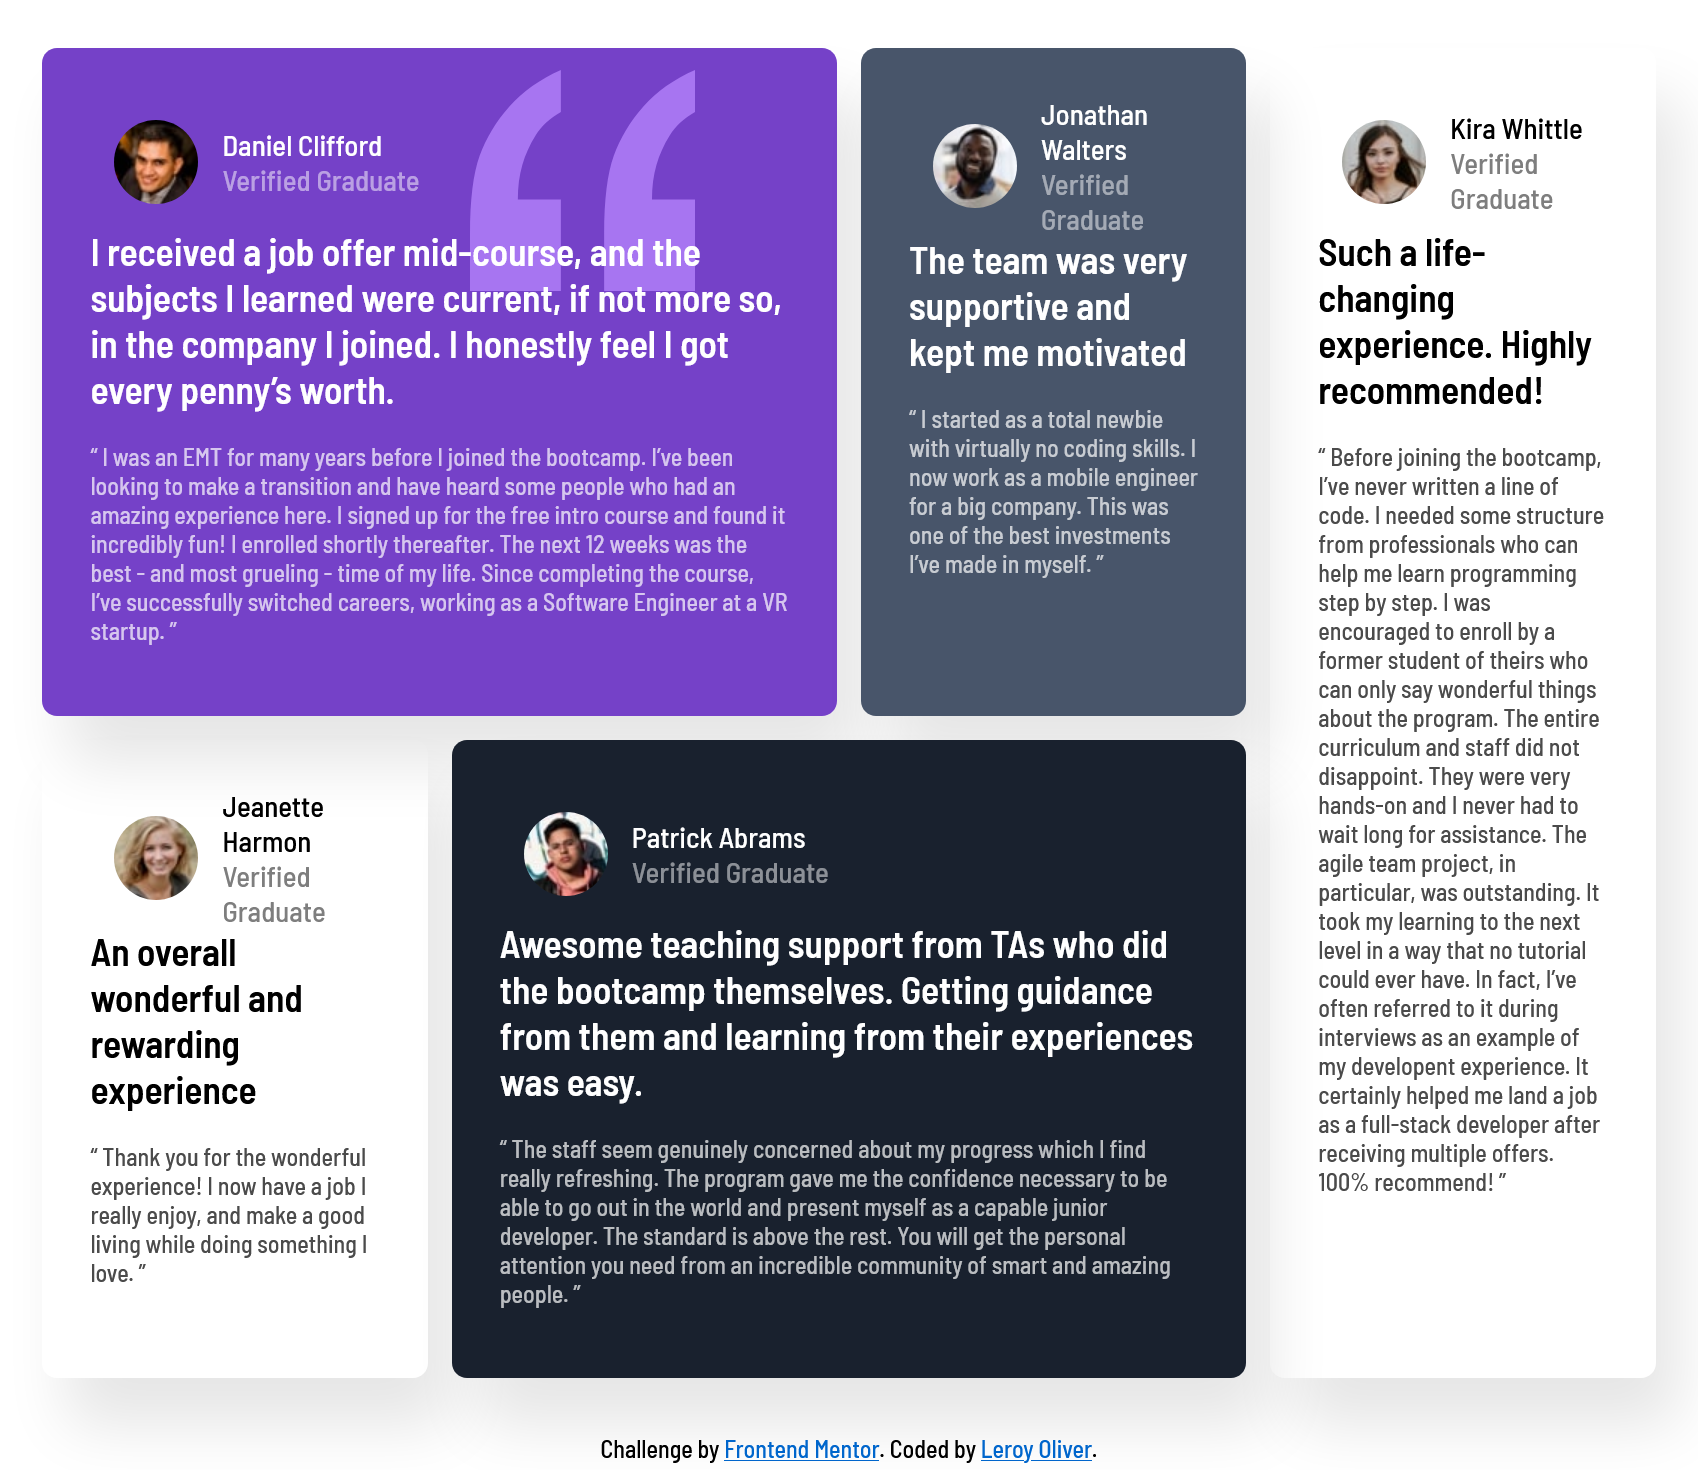 Daniel Clifford
Verified Graduate
I received a job offer mid-course, and the
subjects I learned were current, if not more so,
in the company I joined. I honestly feel I got
every penny’s worth.
“ I was an EMT for many years before I joined the bootcamp. I’ve been
looking to make a transition and have heard some people who had an
amazing experience here. I signed up for the free intro course and found it
incredibly fun! I enrolled shortly thereafter. The next 12 weeks was the
best - and most grueling - time of my life. Since completing the course,
I’ve successfully switched careers, working as a Software Engineer at a VR
startup. ”
Jonathan
Walters
Verified
Graduate
The team was very
supportive and
kept me motivated
“ I started as a total newbie
with virtually no coding skills. I
now work as a mobile engineer
for a big company. This was
one of the best investments
I’ve made in myself. ”
Kira Whittle
Verified
Graduate
Such a life-
changing
experience. Highly
recommended!
“ Before joining the bootcamp,
I’ve never written a line of
code. I needed some structure
from professionals who can
help me learn programming
step by step. I was
encouraged to enroll by a
former student of theirs who
can only say wonderful things
about the program. The entire
curriculum and staff did not
disappoint. They were very
hands-on and I never had to
wait long for assistance. The
agile team project, in
particular, was outstanding. It
took my learning to the next
level in a way that no tutorial
could ever have. In fact, I’ve
often referred to it during
interviews as an example of
my developent experience. It
certainly helped me land a job
as a full-stack developer after
receiving multiple offers.
100% recommend! ”
Jeanette
Harmon
Verified
Graduate
An overall
wonderful and
rewarding
experience
“ Thank you for the wonderful
experience! I now have a job I
really enjoy, and make a good
living while doing something I
love. ”
Patrick Abrams
Verified Graduate
Awesome teaching support from TAs who did
the bootcamp themselves. Getting guidance
from them and learning from their experiences
was easy.
“ The staff seem genuinely concerned about my progress which I find
really refreshing. The program gave me the confidence necessary to be
able to go out in the world and present myself as a capable junior
developer. The standard is above the rest. You will get the personal
attention you need from an incredible community of smart and amazing
people. ”
Challenge by Frontend Mentor. Coded by Leroy Oliver.